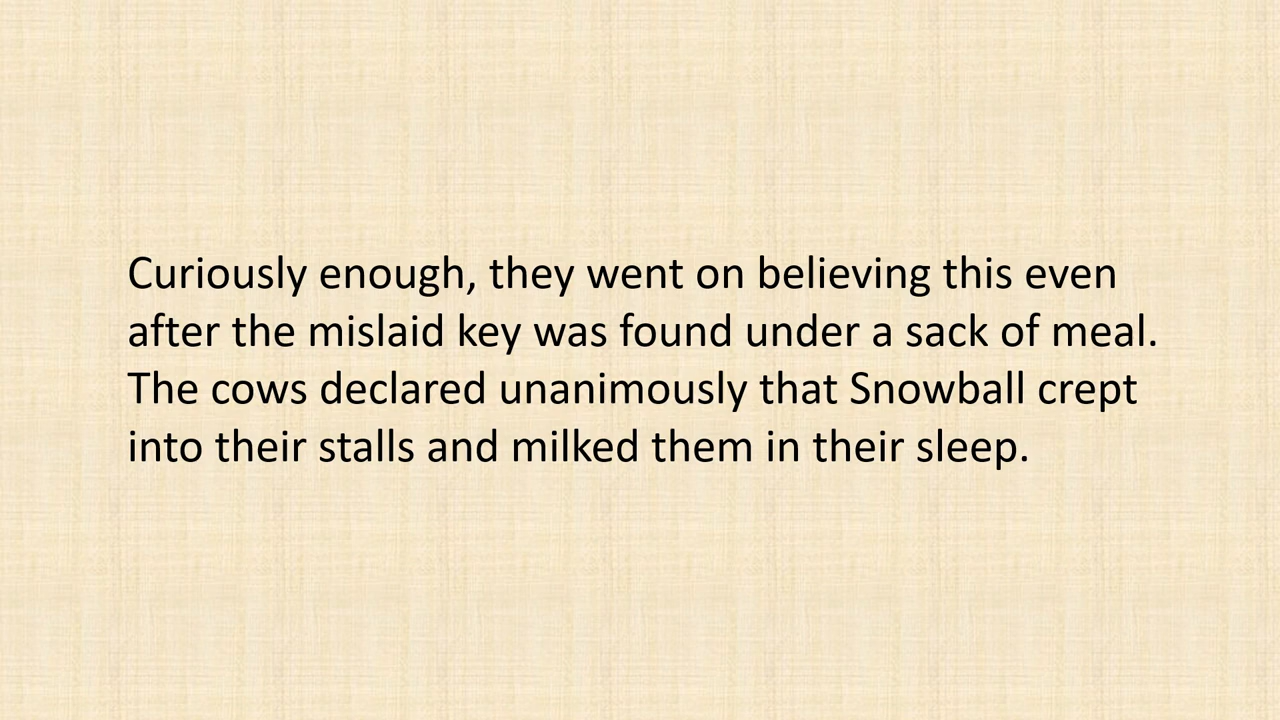 Curiously enough, they went on believing this even
after the mislaid key was found under a sack of meal.
The cows declared unanimously that Snowball crept
into their stalls and milked them in their sleep.